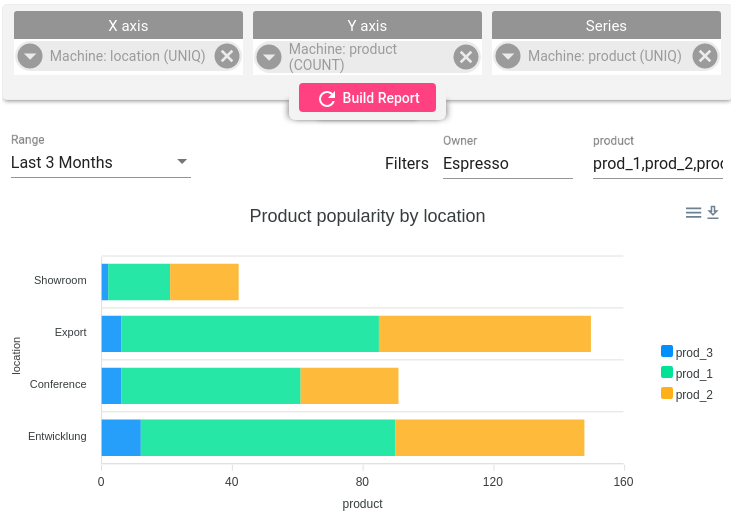 X axis
Y axis
Series
Machine: location (UNIQ)
Machine: product
(COUNT)
Machine: product (UNIQ)
Build Report
Range
Last 3 Months
Filters
Owner
Espresso
product
prod_1,prod_2,prod
Product popularity by location
Showroom
Export
Conference
Entwicklung
location
0
40
80
120
160
product
prod_3
prod_1
prod_2